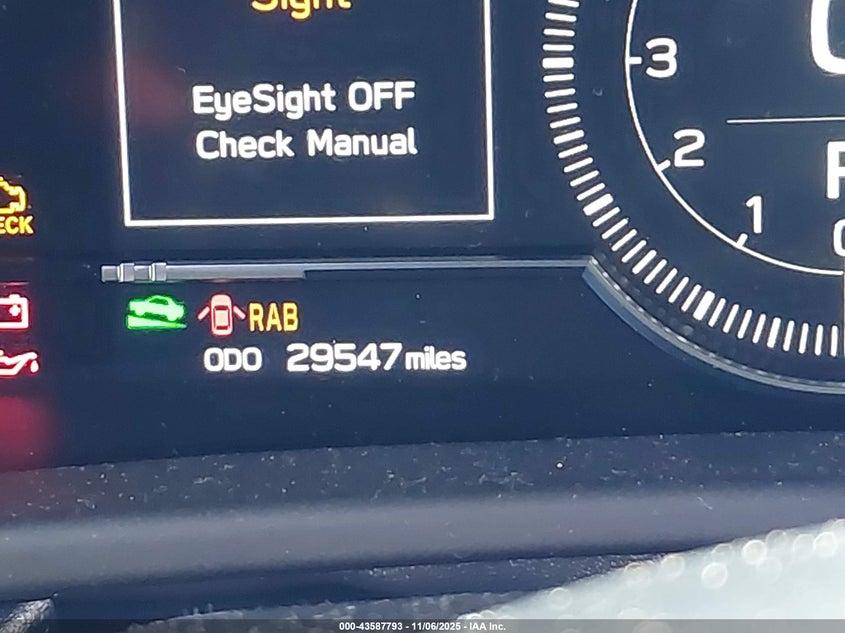 Sight
EyeSight OFF
Check Manual
3
2
1
RAB
ODO 29547 miles
000-43587793 - 11/06/2025 - IAA Inc.